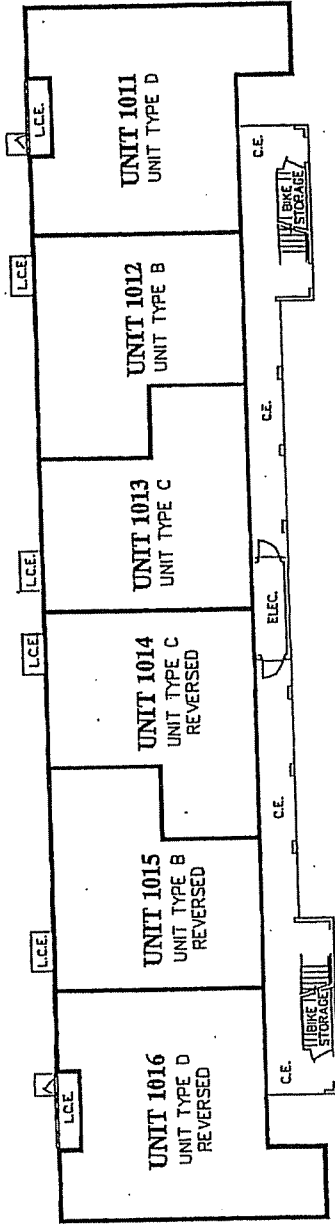 L.C.E.
UNIT 1016
UNIT TYPE D
REVERSED
L.C.E.
UNIT 1015
UNIT TYPE B
REVERSED
L.C.E.
UNIT 1014
UNIT TYPE C
REVERSED
L.C.E.
UNIT 1013
UNIT TYPE C
L.C.E.
UNIT 1012
UNIT TYPE B
L.C.E.
UNIT 1011
UNIT TYPE D
C.E.
BIKE
STORAGE
C.E.
ELEC.
C.E.
C.E.
BIKE
STORAGE